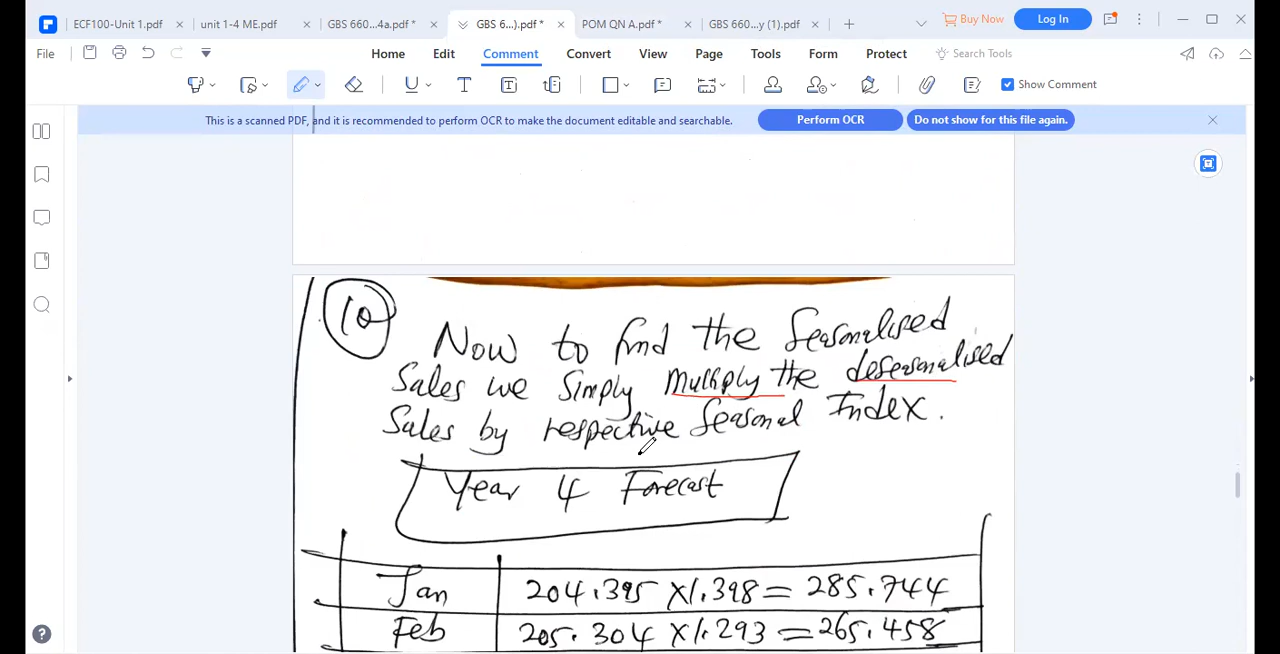 ECF100-Unit 1.pdf
unit 1-4 ME.pdf
GBS 660....4a.pdf *
GBS 6...).pdf *
POM QN A.pdf *
GBS 660....y (1).pdf
Buy Now
Log In
File
Home
Edit
Comment
Convert
View
Page
Tools
Form
Protect
Search Tools
Show Comment
This is a scanned PDF, and it is recommended to perform OCR to make the document editable and searchable.
Perform OCR
Do not show for this file again.
10
Now to find the Seasonalised
Sales we Simply Multiply the deseasonalised
Sales by respective Seasonal Index.
Year 4 Forecast
Jan 204.395 X1.398 = 285.744
Feb 205.304 X1.293 = 265.458